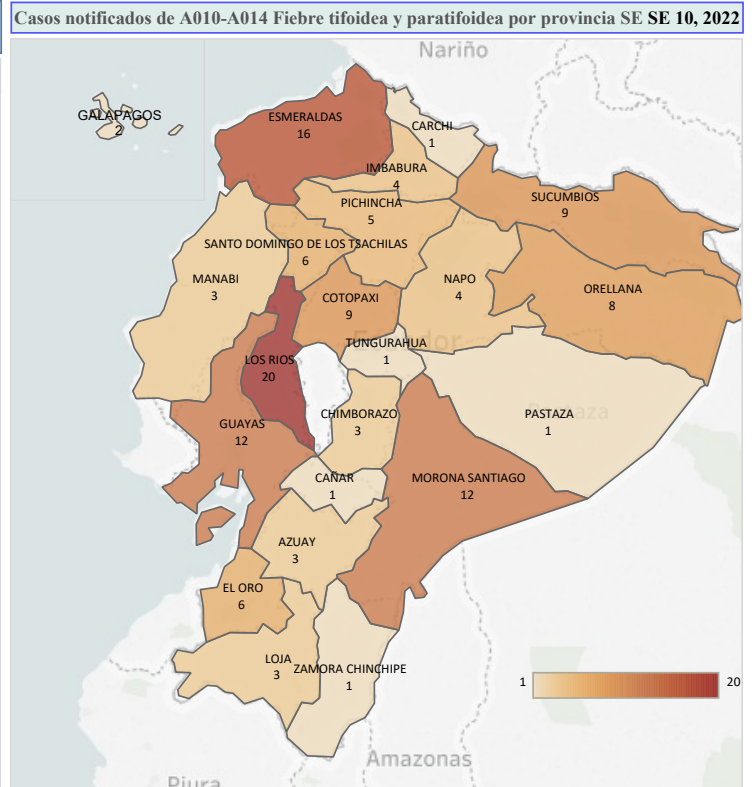 Casos notificados de A010-A014 Fiebre tifoidea y paratifoidea por provincia SE SE 10, 2022
Nariño
GALAPAGOS
2
ESMERALDAS
16
CARCHI
1
IMBABURA
4
SUCUMBIOS
9
PICHINCHA
5
SANTO DOMINGO DE LOS TSACHILAS
6
MANABI
3
NAPO
4
COTOPAXI
9
ORELLANA
8
Ecuador
TUNGURAHUA
1
LOS RIOS
20
CHIMBORAZO
3
Pastaza
PASTAZA
1
GUAYAS
12
CAÑAR
1
MORONA SANTIAGO
12
AZUAY
3
EL ORO
6
LOJA
3
ZAMORA CHINCHIPE
1
1
20
Amazonas
Piura